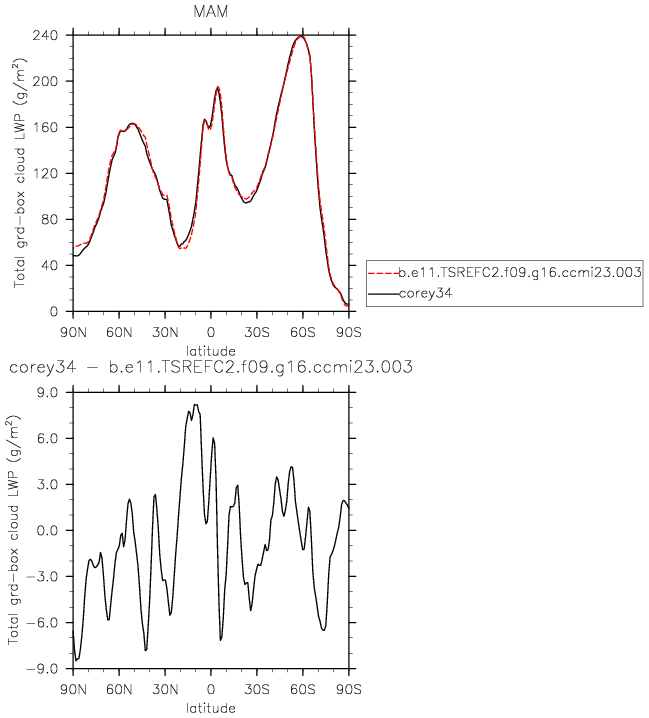 MAM
240
200
160
120
80
40
0
Total grd-box cloud LWP (g/m²)
90N 60N 30N 0 30S 60S 90S
latitude
b.e11.TSREFC2.f09.g16.ccmi23.003
corey34
corey34 - b.e11.TSREFC2.f09.g16.ccmi23.003
9.0
6.0
3.0
0.0
-3.0
-6.0
-9.0
Total grd-box cloud LWP (g/m²)
90N 60N 30N 0 30S 60S 90S
latitude